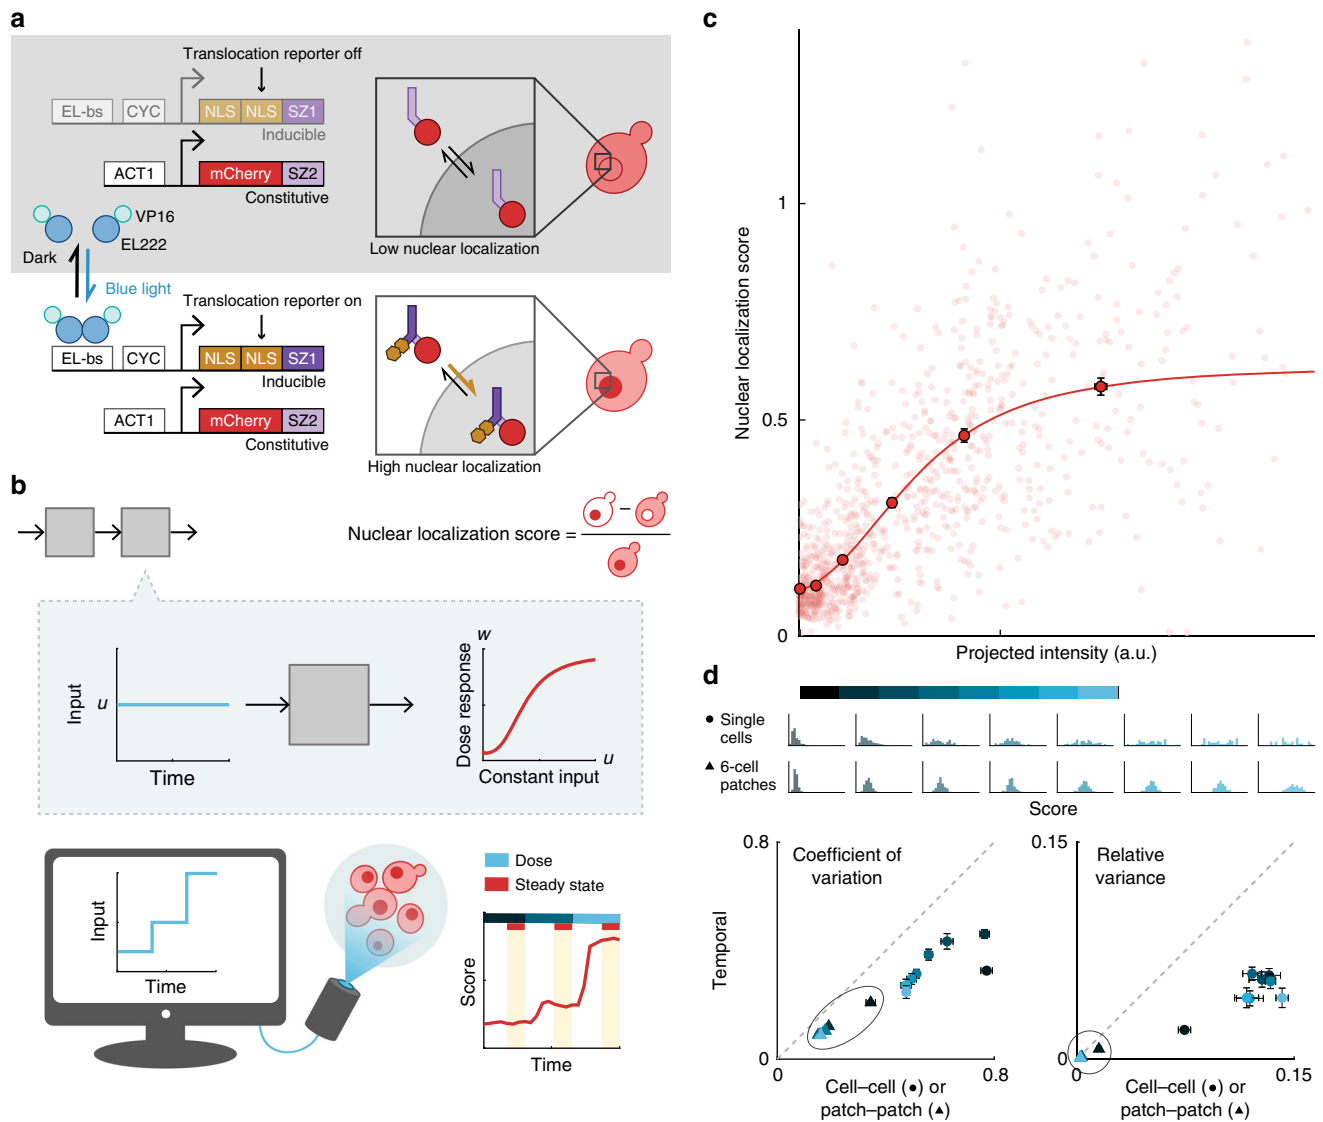 a
Translocation reporter off
EL-bs
CYC
NLS
NLS
SZ1
Inducible
ACT1
mCherry
SZ2
Constitutive
Low nuclear localization
VP16
EL222
Dark
Blue light
Translocation reporter on
EL-bs
CYC
NLS
NLS
SZ1
Inducible
ACT1
mCherry
SZ2
Constitutive
High nuclear localization
b
Nuclear localization score =
–
Input
u
Time
w
Dose response
u
Constant input
Input
Time
Dose
Steady state
Score
Time
c
Nuclear localization score
1
0.5
0
Projected intensity (a.u.)
d
● Single
cells
▲ 6-cell
patches
Score
0.8
Coefficient of
variation
Temporal
0
0
0.8
Cell–cell (●) or
patch–patch (▲)
0.15
Relative
variance
0
0
0.15
Cell–cell (●) or
patch–patch (▲)